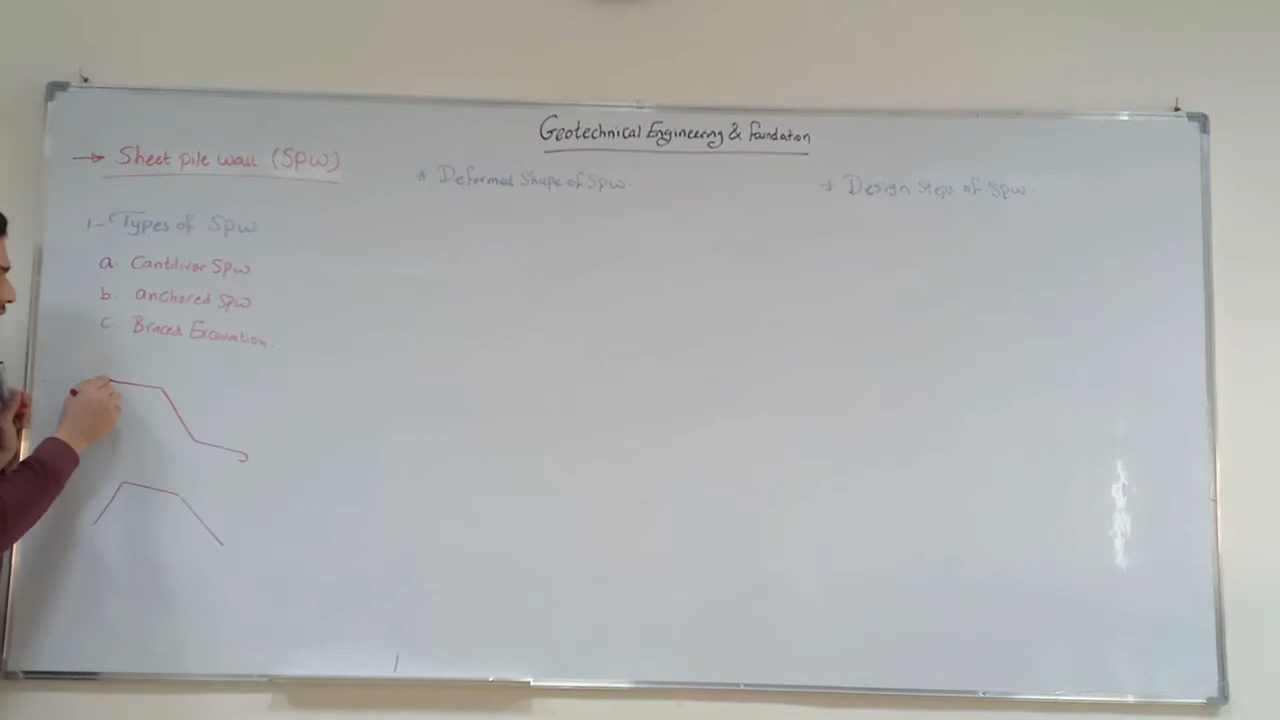 Geotechnical Engineering & Foundation
→ Sheet pile wall (SPW)
1- Types of SPW
a. Cantiliver SPW
b. anchored SPW
c Braced Excavation.
* Deformed Shape of SPW.
→ Design Steps of SPW.